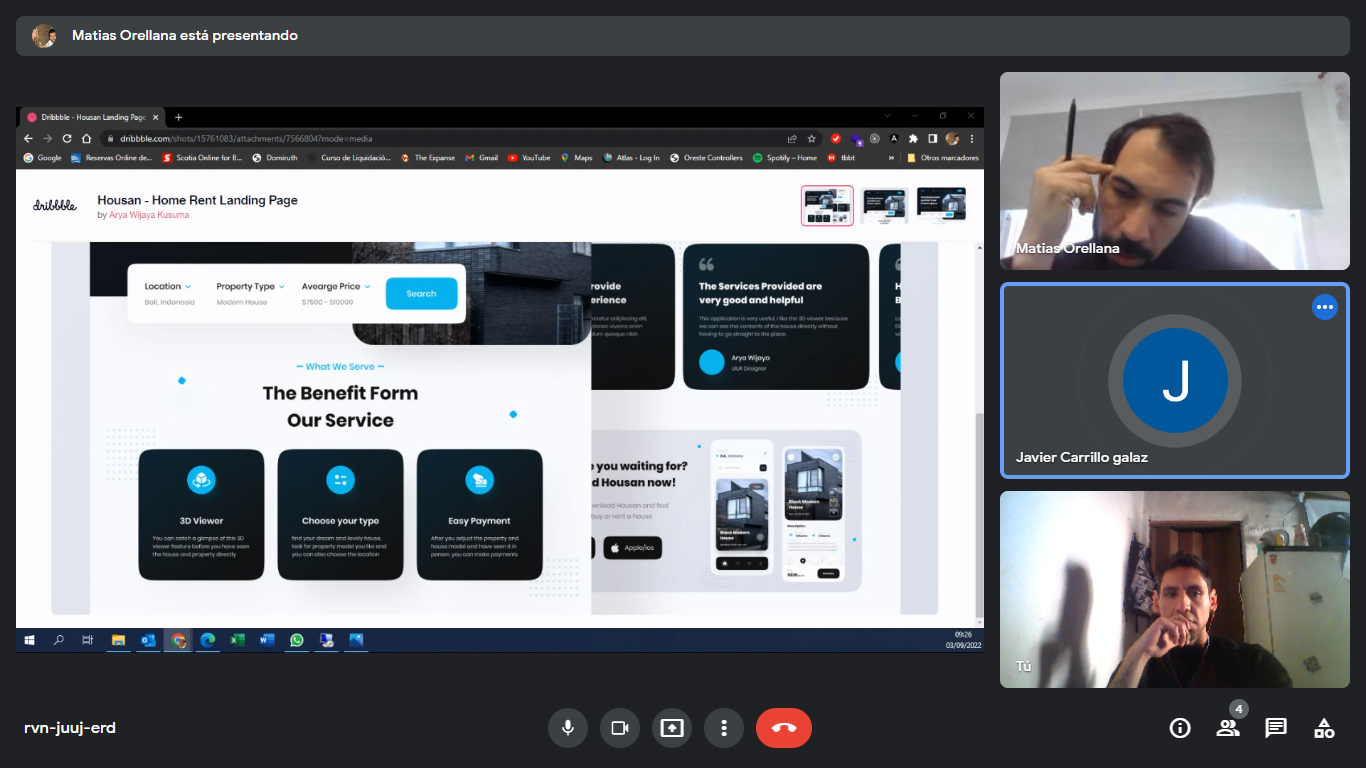 Matias Orellana está presentando
Dribbble - Housan Landing Page
dribbble.com/shots/15761083/attachments/7566804?mode=media
Google
Reservas Online de...
Scotia Online for B...
Domiruth
Curso de Liquidació...
The Expanse
Gmail
YouTube
Maps
Atlas - Log In
Oreste Controllers
Spotify – Home
tbbt
»
Otros marcadores
dribbble
Housan - Home Rent Landing Page
by Arya Wijaya Kusuma
Location
Property Type
Avearge Price
Bali, Indonesia
Modern House
$7500 - $10000
Search
— What We Serve —
The Benefit Form
Our Service
3D Viewer
You can catch a glimpse of this 3D
viewer feature before you have seen
the house and property directly
Choose your type
find your dream and lovely house,
look for property model you like and
you can also choose the location
Easy Payment
After you adjust the property and
house model and have seen it in
person, you can make payments
rovide
erience
The Services Provided are
very good and helpful
This application is very useful, I like the 3D viewer because
we can see the contents of the house directly without
having to go straight to the place.
Arya Wijaya
UIUX Designer
e you waiting for?
d Housan now!
wnload Housan and feel
buy or rent a house
Apple/ios
Black Modern
House
Black Modern
House
Description
09:26
03/09/2022
Matias Orellana
J
Javier Carrillo galaz
Tú
rvn-juuj-erd
4